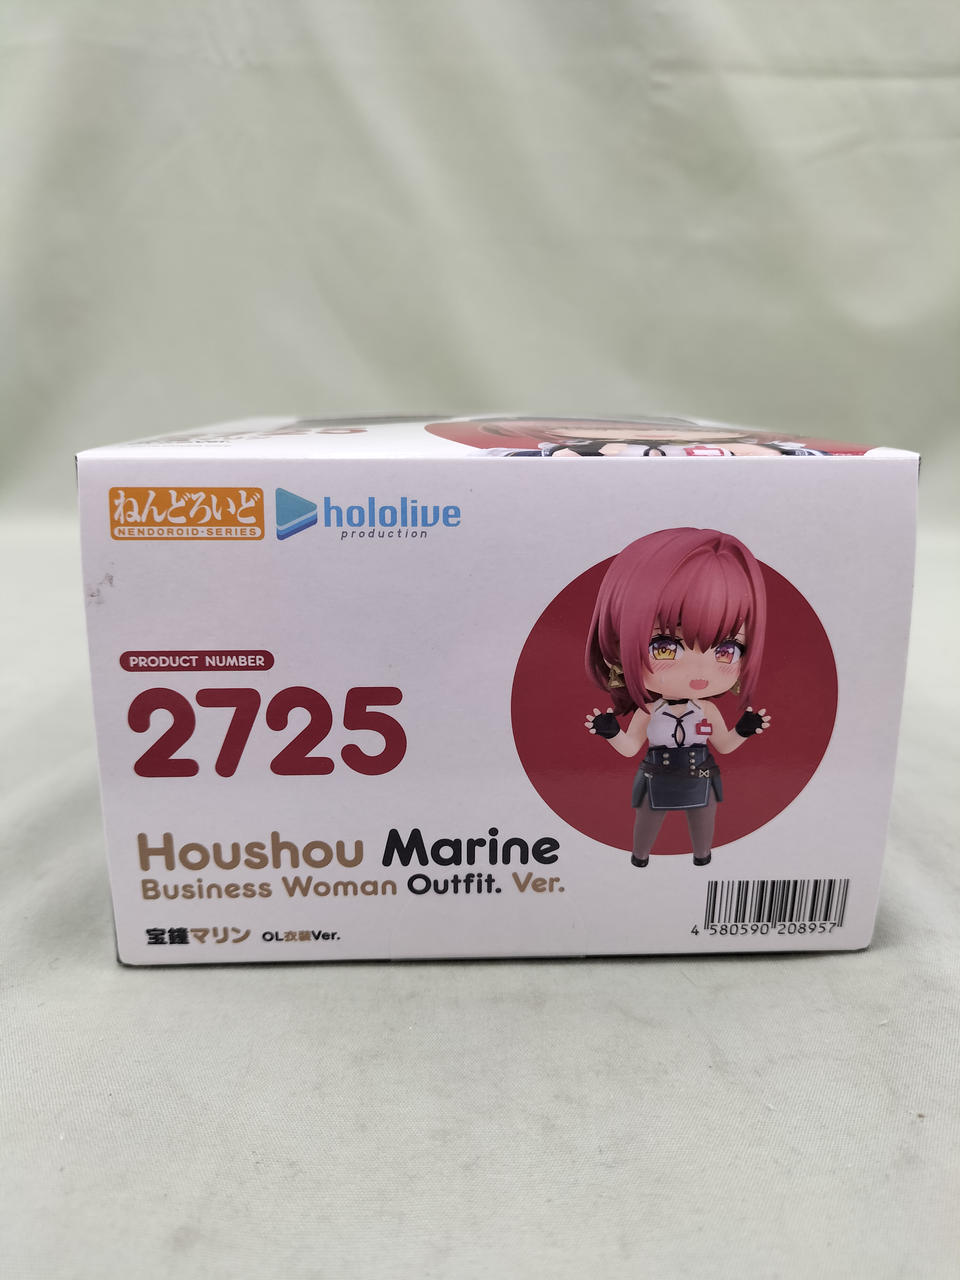 ねんどろいど
NENDOROID·SERIES
hololive
production
PRODUCT NUMBER
2725
Houshou Marine
Business Woman Outfit. Ver.
宝鐘マリン OL衣装Ver.
4 580590 208957